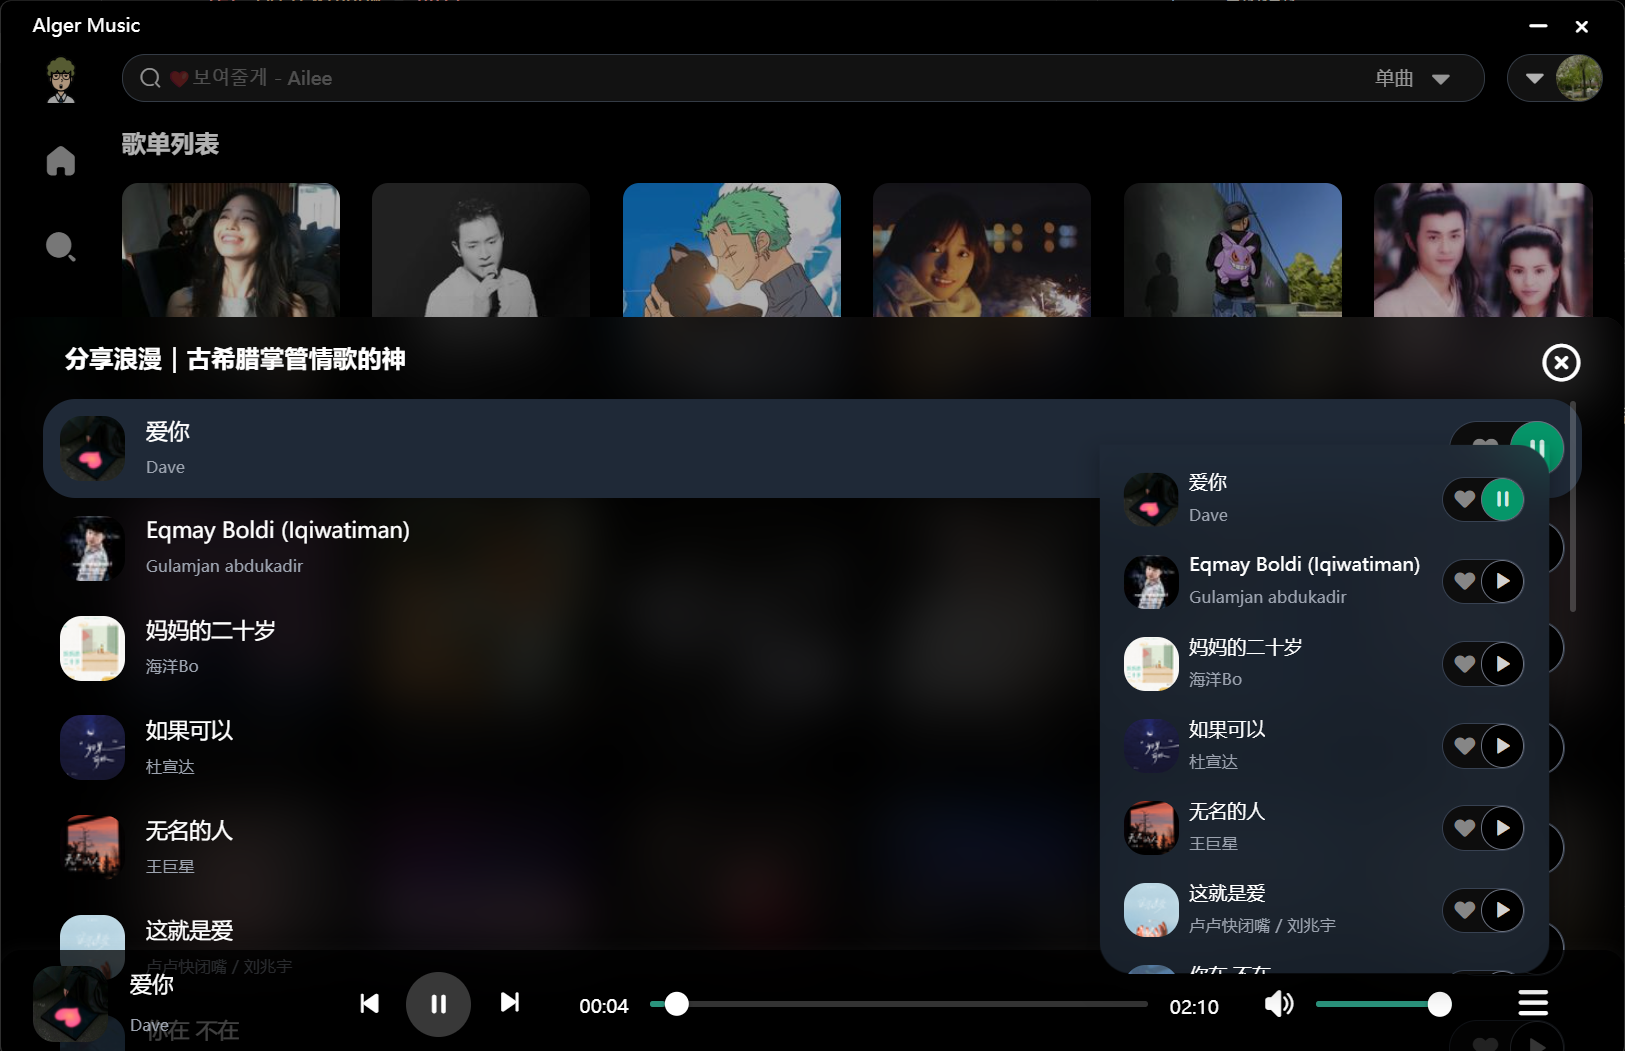 Alger Music
보여줄게 - Ailee
单曲
歌单列表
分享浪漫｜古希腊掌管情歌的神
爱你
Dave
Eqmay Boldi (Iqiwatiman)
Gulamjan abdukadir
妈妈的二十岁
海洋Bo
如果可以
杜宣达
无名的人
王巨星
这就是爱
卢卢快闭嘴 / 刘兆宇
你在 不在
爱你
Dave
Eqmay Boldi (Iqiwatiman)
Gulamjan abdukadir
妈妈的二十岁
海洋Bo
如果可以
杜宣达
无名的人
王巨星
这就是爱
卢卢快闭嘴 / 刘兆宇
你在 不在
爱你
Dave
00:04
02:10